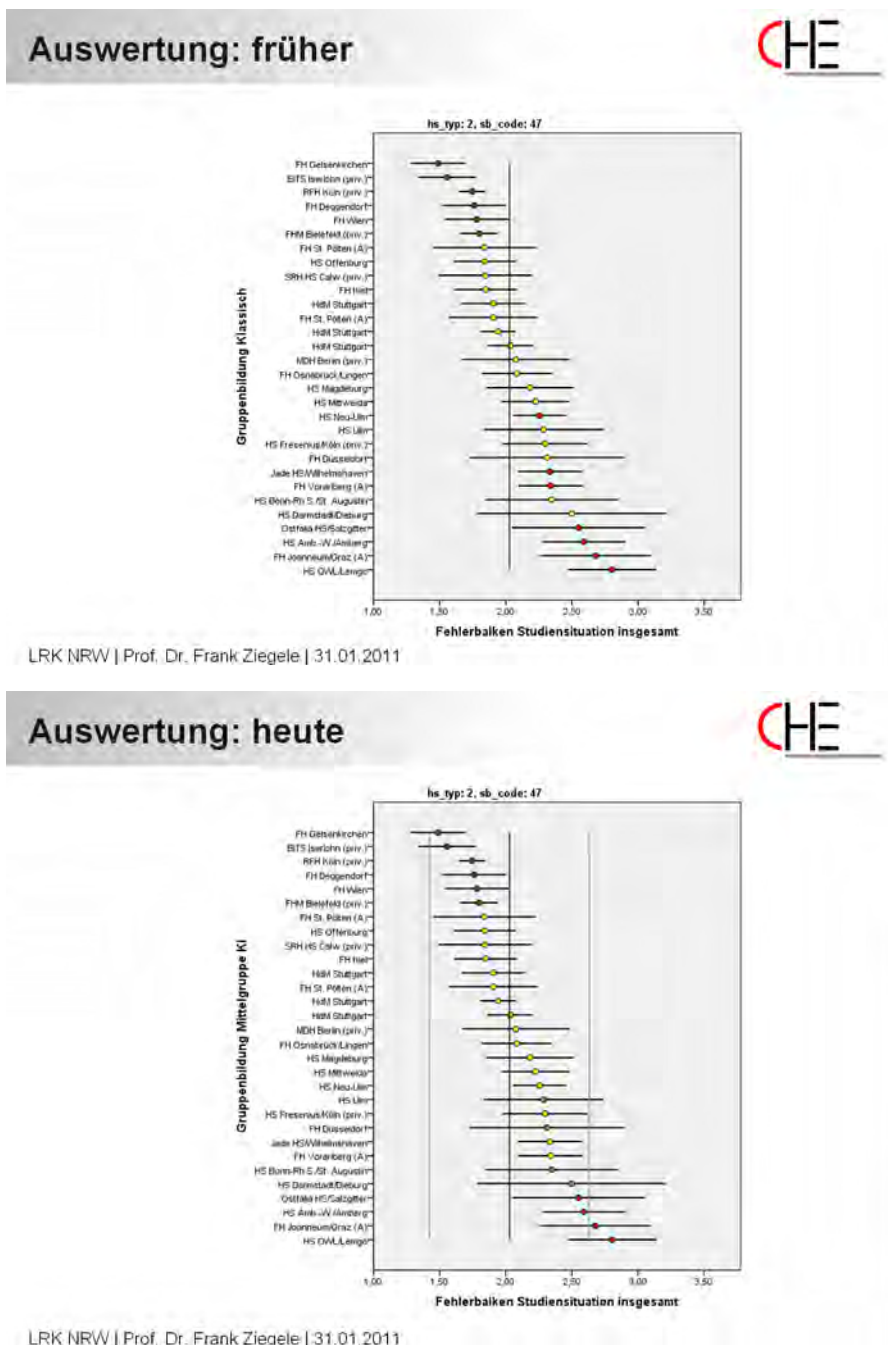 Auswertung: früher
CHE
hs_typ: 2, sb_code: 47
Gruppenbildung Klassisch
FH Gelsenkirchen
BiTS Iserlohn (priv.)
RFH Köln (priv.)
FH Deggendorf
FH Wien
FHM Bielefeld (priv.)
FH St. Pölten (A)
HS Offenburg
SRH HS Calw (priv.)
FH Kiel
HdM Stuttgart
FH St. Pölten (A)
HdM Stuttgart
HdM Stuttgart
MDH Berlin (priv.)
FH Osnabrück/Lingen
HS Magdeburg
HS Mittweida
HS Neu-Ulm
HS Ulm
HS Fresenius/Köln (priv.)
FH Düsseldorf
Jade HS/Wilhelmshaven
FH Vorarlberg (A)
HS Bonn-Rh S./St. Augustin
HS Darmstadt/Dieburg
Ostfalia HS/Salzgitter
HS Amb.-W./Amberg
FH Joanneum/Graz (A)
HS OWL/Lemgo
1,00 1,50 2,00 2,50 3,00 3,50
Fehlerbalken Studiensituation insgesamt
LRK NRW | Prof. Dr. Frank Ziegele | 31.01.2011
Auswertung: heute
CHE
hs_typ: 2, sb_code: 47
Gruppenbildung Mittelgruppe KI
FH Gelsenkirchen
BiTS Iserlohn (priv.)
RFH Köln (priv.)
FH Deggendorf
FH Wien
FHM Bielefeld (priv.)
FH St. Pölten (A)
HS Offenburg
SRH HS Calw (priv.)
FH Kiel
HdM Stuttgart
FH St. Pölten (A)
HdM Stuttgart
HdM Stuttgart
MDH Berlin (priv.)
FH Osnabrück/Lingen
HS Magdeburg
HS Mittweida
HS Neu-Ulm
HS Ulm
HS Fresenius/Köln (priv.)
FH Düsseldorf
Jade HS/Wilhelmshaven
FH Vorarlberg (A)
HS Bonn-Rh S./St. Augustin
HS Darmstadt/Dieburg
Ostfalia HS/Salzgitter
HS Amb.-W./Amberg
FH Joanneum/Graz (A)
HS OWL/Lemgo
1,00 1,50 2,00 2,50 3,00 3,50
Fehlerbalken Studiensituation insgesamt
LRK NRW | Prof. Dr. Frank Ziegele | 31.01.2011